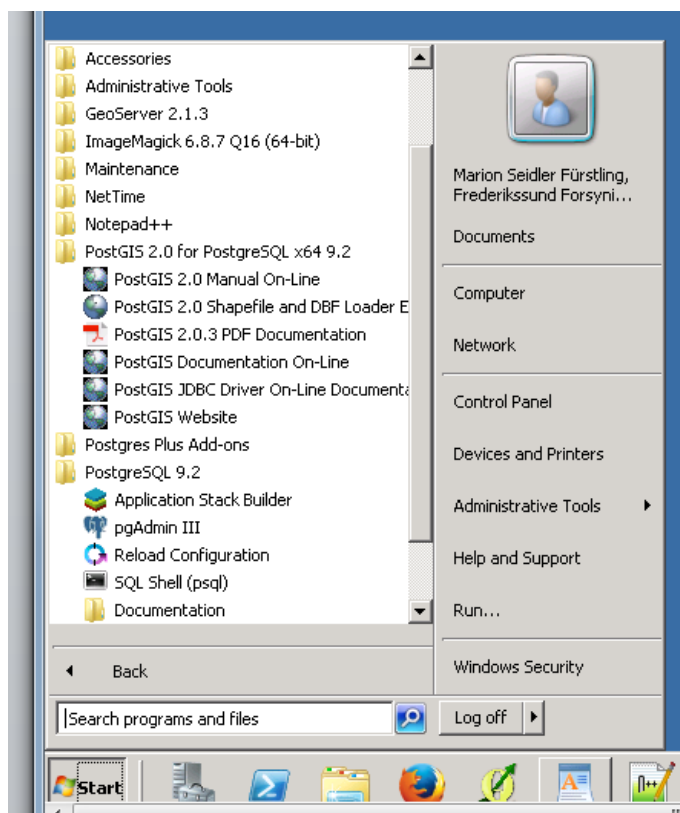 Accessories
Administrative Tools
GeoServer 2.1.3
ImageMagick 6.8.7 Q16 (64-bit)
Maintenance
NetTime
Notepad++
PostGIS 2.0 for PostgreSQL x64 9.2
PostGIS 2.0 Manual On-Line
PostGIS 2.0 Shapefile and DBF Loader E
PostGIS 2.0.3 PDF Documentation
PostGIS Documentation On-Line
PostGIS JDBC Driver On-Line Documenta
PostGIS Website
Postgres Plus Add-ons
PostgreSQL 9.2
Application Stack Builder
pgAdmin III
Reload Configuration
SQL Shell (psql)
Documentation
Back
Search programs and files
Marion Seidler Fürstling,
Frederikssund Forsyni...
Documents
Computer
Network
Control Panel
Devices and Printers
Administrative Tools
Help and Support
Run...
Windows Security
Log off
Start